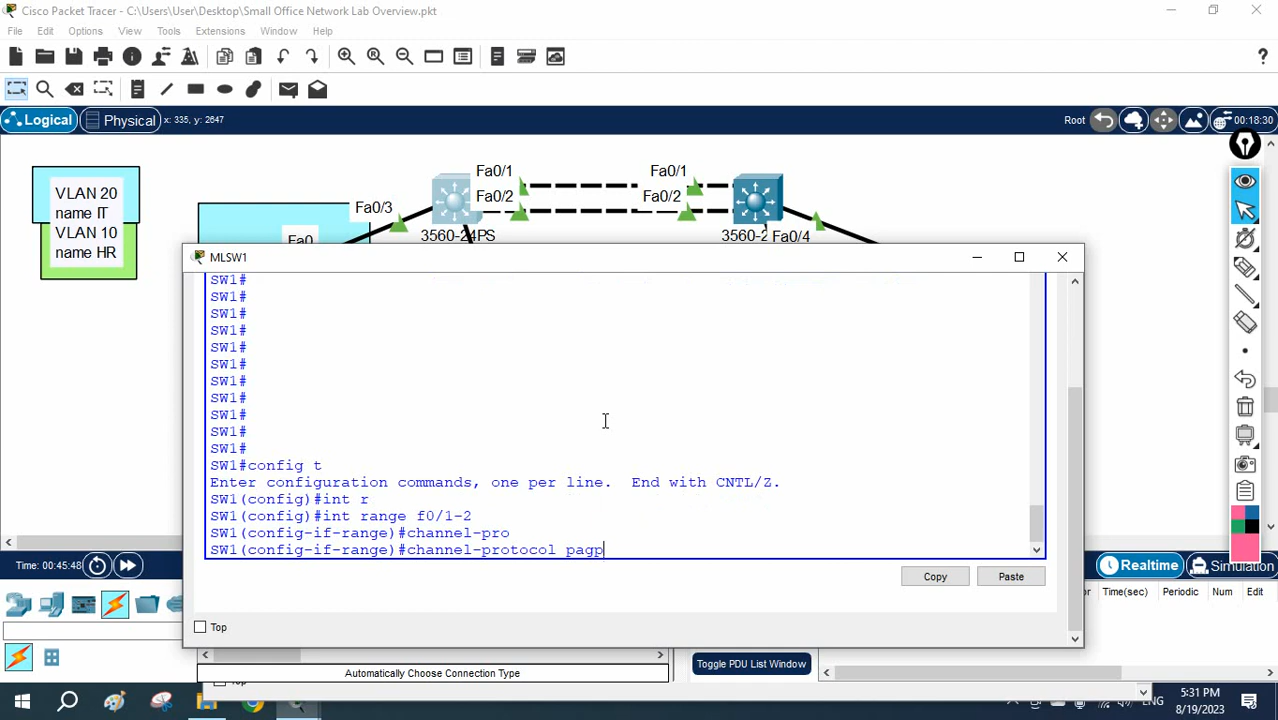 Cisco Packet Tracer - C:\Users\User\Desktop\Small Office Network Lab Overview.pkt
File Edit Options View Tools Extensions Window Help
Logical Physical x: 335, y: 2647 Root 00:18:30
VLAN 20
name IT
VLAN 10
name HR
Fa0/1 Fa0/1
Fa0/2 Fa0/2
Fa0/3
3560-24PS
3560-2
Fa0/4
Fa0
MLSW1
SW1#
SW1#
SW1#
SW1#
SW1#
SW1#
SW1#
SW1#
SW1#
SW1#
SW1#
SW1#config t
Enter configuration commands, one per line. End with CNTL/Z.
SW1(config)#int r
SW1(config)#int range f0/1-2
SW1(config-if-range)#channel-pro
SW1(config-if-range)#channel-protocol pagp
Copy Paste
Top
Time: 00:45:48 Realtime Simulation
Time(sec) Periodic Num Edit
Toggle PDU List Window
Automatically Choose Connection Type
5:31 PM
ENG
8/19/2023